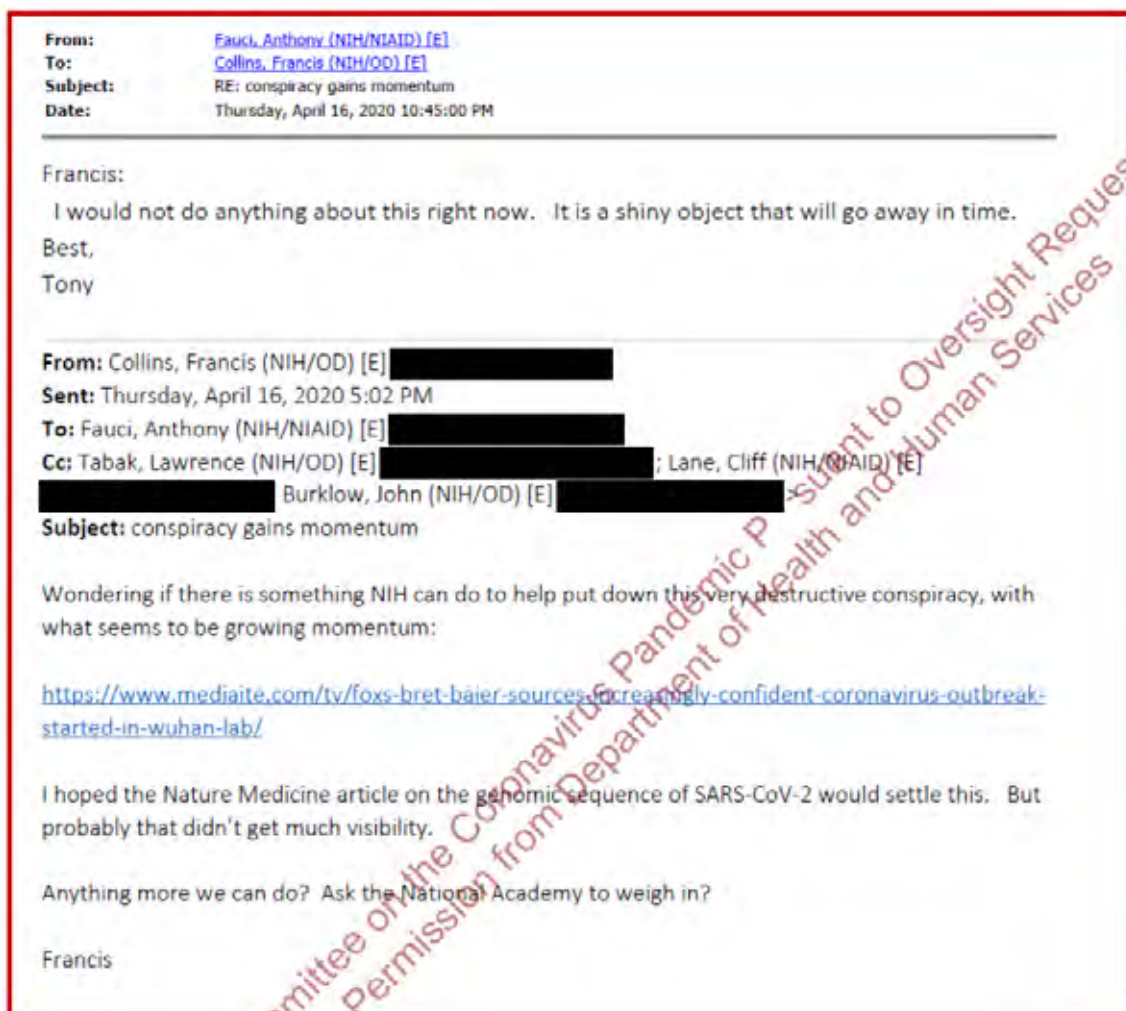 From: Fauci, Anthony (NIH/NIAID) [E]
To: Collins, Francis (NIH/OD) [E]
Subject: RE: conspiracy gains momentum
Date: Thursday, April 16, 2020 10:45:00 PM
Francis:
I would not do anything about this right now. It is a shiny object that will go away in time.
Best,
Tony
From: Collins, Francis (NIH/OD) [E]
Sent: Thursday, April 16, 2020 5:02 PM
To: Fauci, Anthony (NIH/NIAID) [E]
Cc: Tabak, Lawrence (NIH/OD) [E] ; Lane, Cliff (NIH/NIAID) [E]
Burklow, John (NIH/OD) [E] >
Subject: conspiracy gains momentum
Wondering if there is something NIH can do to help put down this very destructive conspiracy, with
what seems to be growing momentum:
https://www.mediaite.com/tv/foxs-bret-baier-sources-increasingly-confident-coronavirus-outbreak-
started-in-wuhan-lab/
I hoped the Nature Medicine article on the genomic sequence of SARS-CoV-2 would settle this. But
probably that didn't get much visibility.
Anything more we can do? Ask the National Academy to weigh in?
Francis
mittee on the Coronavirus Pandemic P suant to Oversight Reques
Permission from Department of Health and Human Services